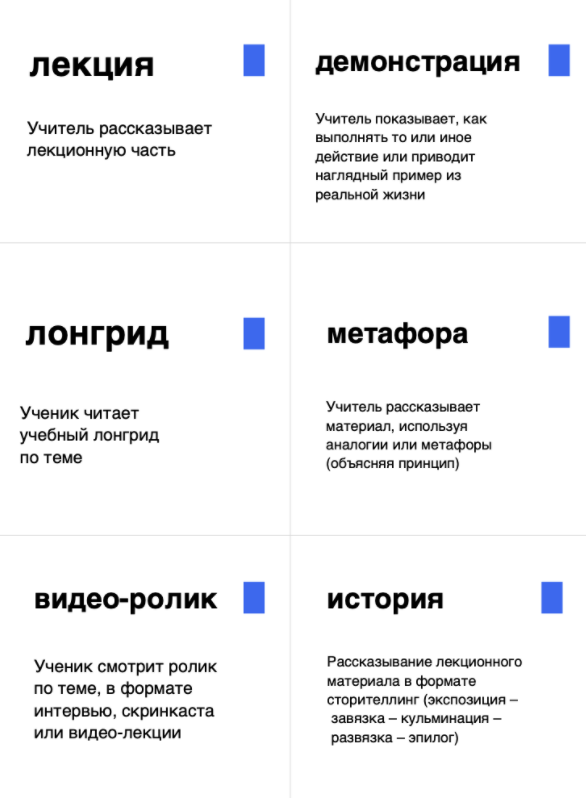 лекция
Учитель рассказывает
лекционную часть
демонстрация
Учитель показывает, как
выполнять то или иное
действие или приводит
наглядный пример из
реальной жизни
лонгрид
Ученик читает
учебный лонгрид
по теме
метафора
Учитель рассказывает
материал, используя
аналогии или метафоры
(объясняя принцип)
видео-ролик
Ученик смотрит ролик
по теме, в формате
интервью, скринкаста
или видео-лекции
история
Рассказывание лекционного
материала в формате
сторителлинг (экспозиция –
завязка – кульминация –
развязка – эпилог)